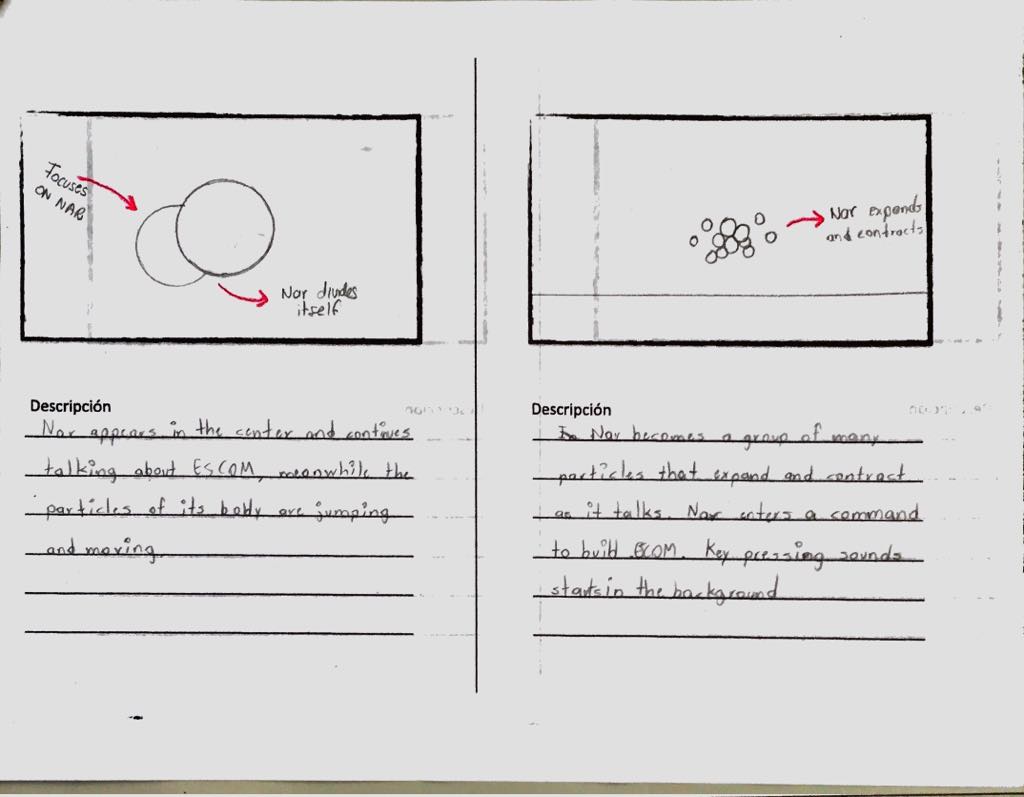 Focuses
ON NAR
Nar divides
itself
Descripción
Nar appears in the center and continues
talking about ESCOM, meanwhile the
particles of its body are jumping
and moving
Nar expands
and contracts
Descripción
Nar becomes a group of many
particles that expand and contract
as it talks. Nar enters a command
to build ECOM. Key pressing sounds
starts in the background